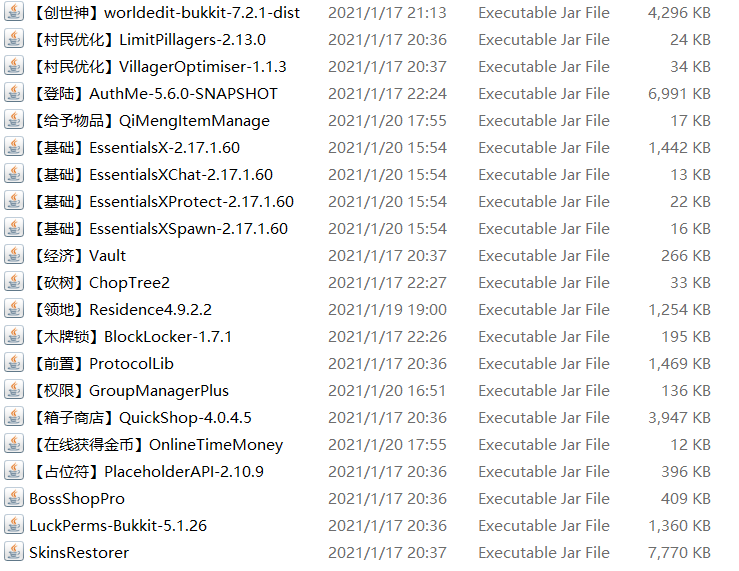 【创世神】worldedit-bukkit-7.2.1-dist 2021/1/17 21:13 Executable Jar File 4,296 KB
【村民优化】LimitPillagers-2.13.0 2021/1/17 20:36 Executable Jar File 24 KB
【村民优化】VillagerOptimiser-1.1.3 2021/1/17 20:37 Executable Jar File 34 KB
【登陆】AuthMe-5.6.0-SNAPSHOT 2021/1/17 22:24 Executable Jar File 6,991 KB
【给予物品】QiMengItemManage 2021/1/20 17:55 Executable Jar File 17 KB
【基础】EssentialsX-2.17.1.60 2021/1/20 15:54 Executable Jar File 1,442 KB
【基础】EssentialsXChat-2.17.1.60 2021/1/20 15:54 Executable Jar File 13 KB
【基础】EssentialsXProtect-2.17.1.60 2021/1/20 15:54 Executable Jar File 22 KB
【基础】EssentialsXSpawn-2.17.1.60 2021/1/20 15:54 Executable Jar File 16 KB
【经济】Vault 2021/1/17 20:37 Executable Jar File 266 KB
【砍树】ChopTree2 2021/1/17 22:27 Executable Jar File 33 KB
【领地】Residence4.9.2.2 2021/1/19 19:00 Executable Jar File 1,254 KB
【木牌锁】BlockLocker-1.7.1 2021/1/17 22:26 Executable Jar File 195 KB
【前置】ProtocolLib 2021/1/17 20:36 Executable Jar File 1,469 KB
【权限】GroupManagerPlus 2021/1/20 16:51 Executable Jar File 136 KB
【箱子商店】QuickShop-4.0.4.5 2021/1/17 20:36 Executable Jar File 3,947 KB
【在线获得金币】OnlineTimeMoney 2021/1/20 17:55 Executable Jar File 12 KB
【占位符】PlaceholderAPI-2.10.9 2021/1/17 20:36 Executable Jar File 396 KB
BossShopPro 2021/1/17 20:36 Executable Jar File 409 KB
LuckPerms-Bukkit-5.1.26 2021/1/17 20:36 Executable Jar File 1,360 KB
SkinsRestorer 2021/1/17 20:37 Executable Jar File 7,770 KB